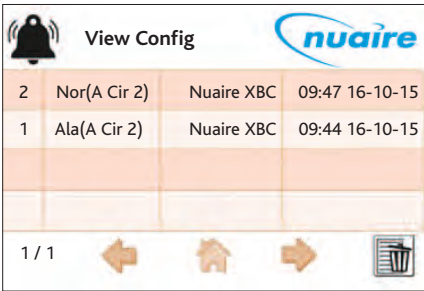 View Config
nuaire
2 Nor(A Cir 2) Nuaire XBC 09:47 16-10-15
1 Ala(A Cir 2) Nuaire XBC 09:44 16-10-15
1 / 1